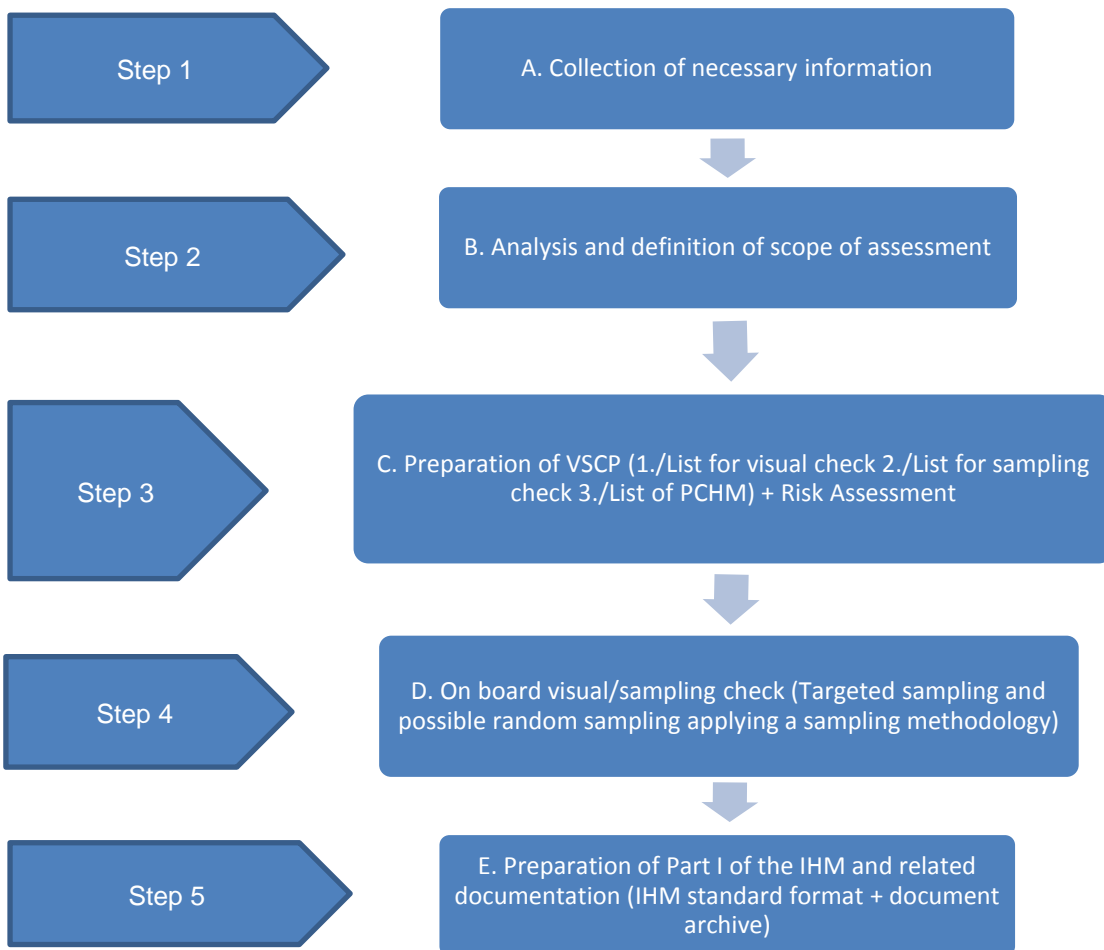 Step 1
A. Collection of necessary information
Step 2
B. Analysis and definition of scope of assessment
Step 3
C. Preparation of VSCP (1./List for visual check 2./List for sampling
check 3./List of PCHM) + Risk Assessment
Step 4
D. On board visual/sampling check (Targeted sampling and
possible random sampling applying a sampling methodology)
Step 5
E. Preparation of Part I of the IHM and related
documentation (IHM standard format + document
archive)